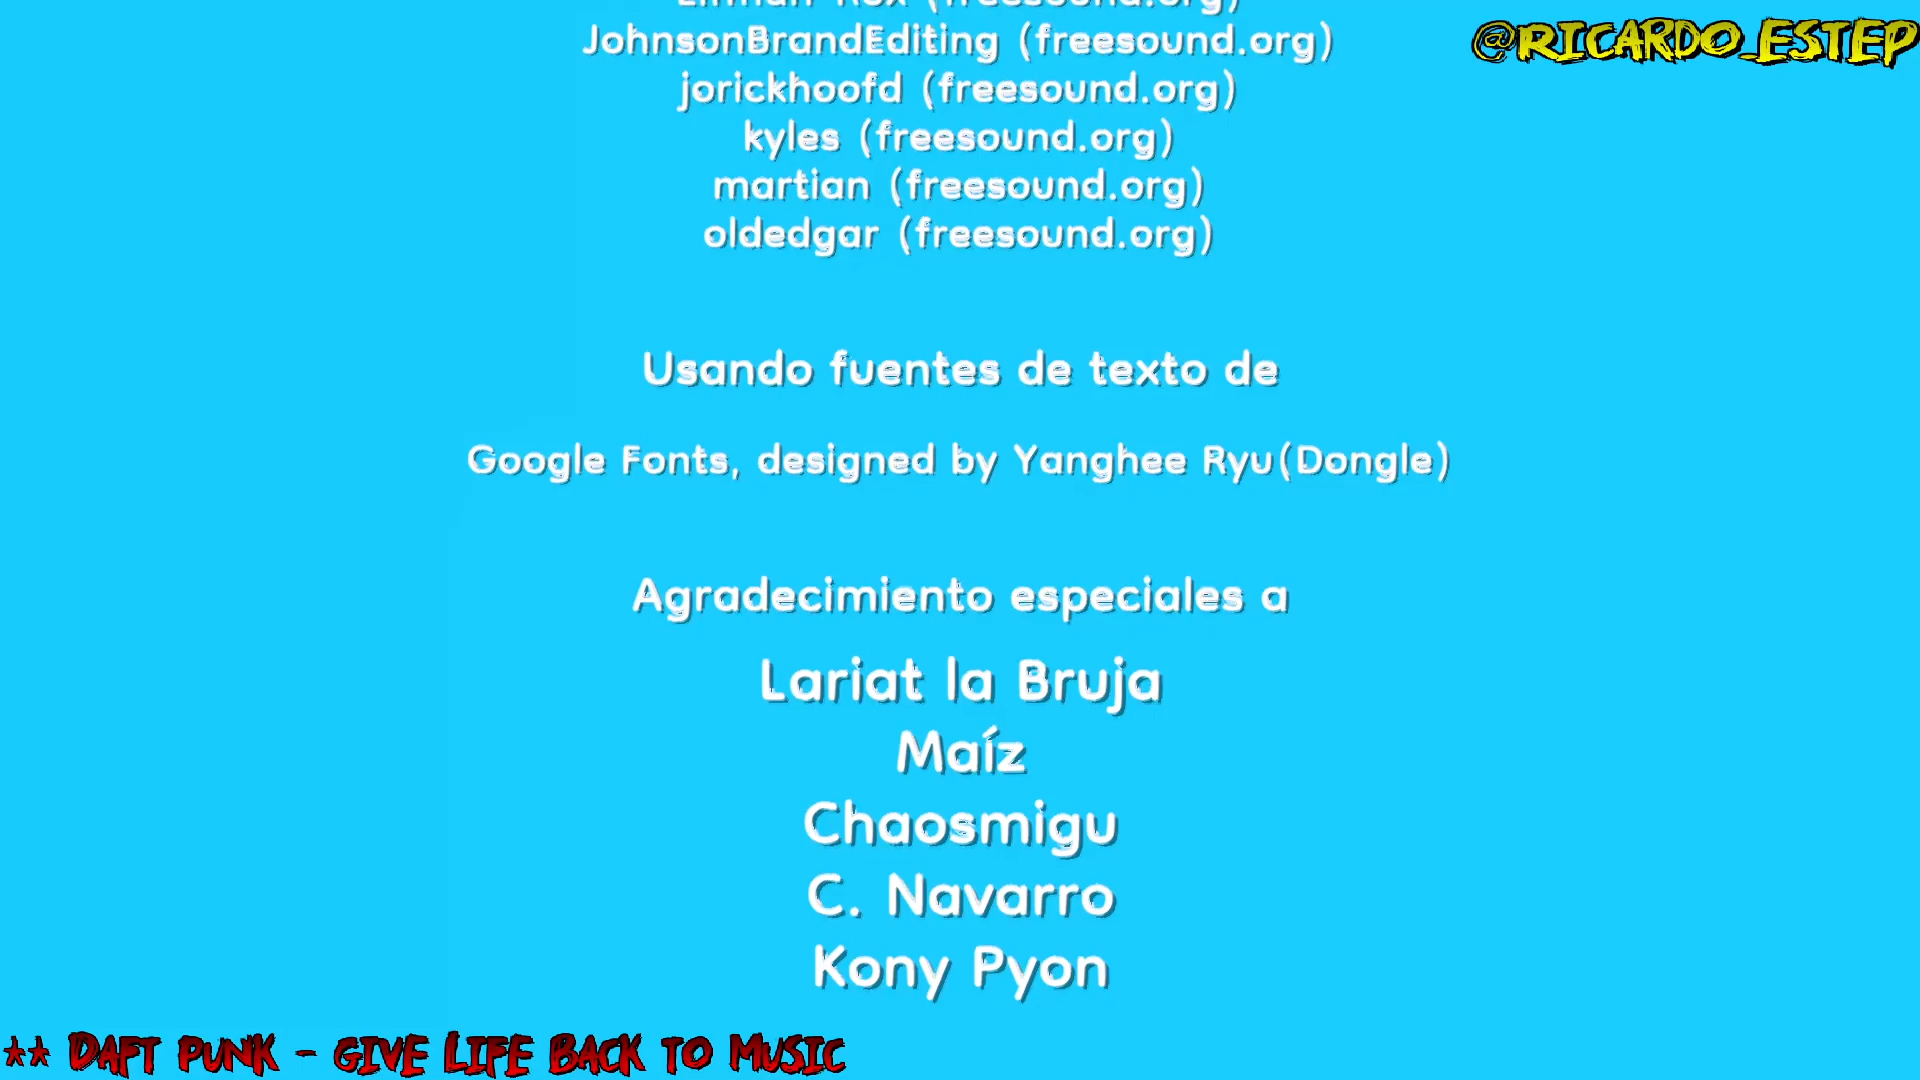 (freesound.org)
JohnsonBrandEditing (freesound.org)
@RICARDO_ESTEP
jorickhoofd (freesound.org)
kyles (freesound.org)
martian (freesound.org)
oldedgar (freesound.org)
Usando fuentes de texto de
Google Fonts, designed by Yanghee Ryu(Dongle)
Agradecimiento especiales a
Lariat la Bruja
Maíz
Chaosmigu
C. Navarro
Kony Pyon
** DAFT PUNK - GIVE LIFE BACK TO MUSIC